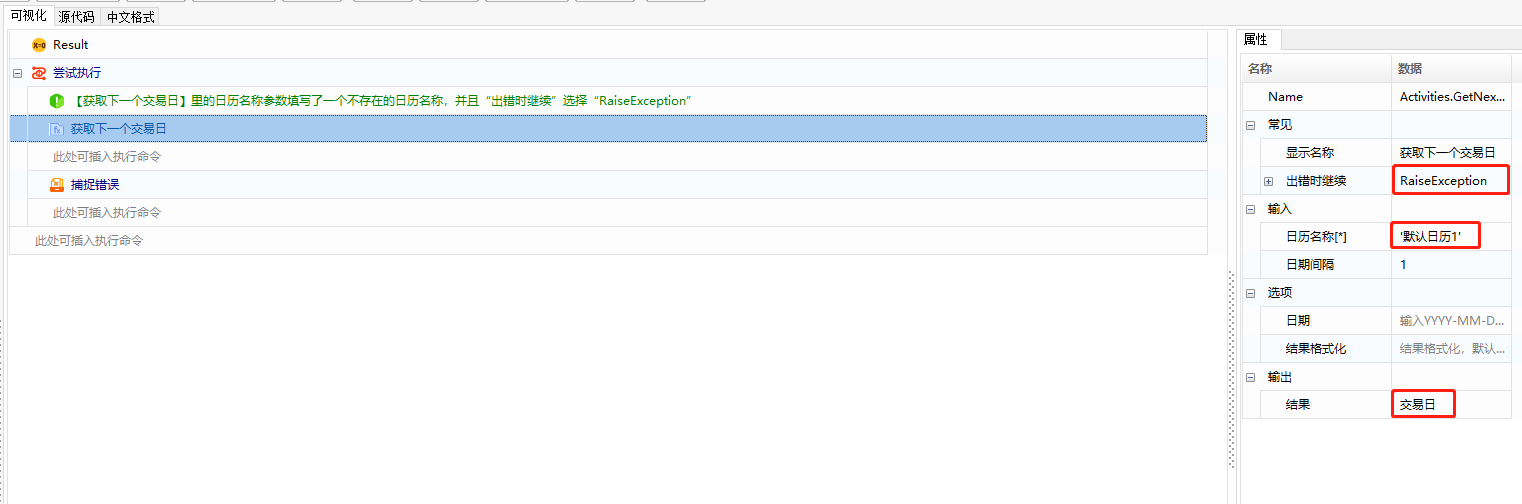 可视化 源代码 中文格式
Result
尝试执行
【获取下一个交易日】里的日历名称参数填写了一个不存在的日历名称，并且“出错时继续”选择“RaiseException”
获取下一个交易日
此处可插入执行命令
捕捉错误
此处可插入执行命令
此处可插入执行命令
属性
名称 数据
Name Activities.GetNex...
常见
显示名称 获取下一个交易日
出错时继续 RaiseException
输入
日历名称[*] '默认日历1'
日期间隔 1
选项
日期 输入YYYY-MM-D...
结果格式化 结果格式化，默认...
输出
结果 交易日